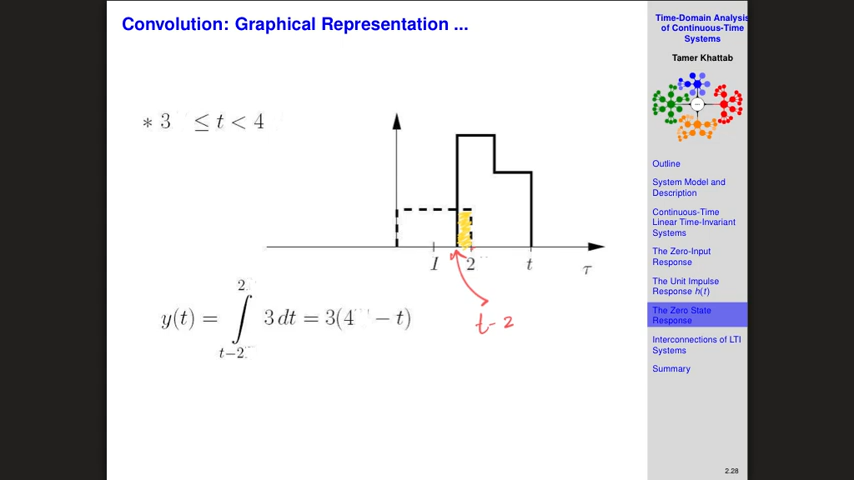 Convolution: Graphical Representation ...
* 3 ≤ t < 4
1
2
t
τ
t-2
y(t) = ∫_{t−2}^{2} 3 dt = 3(4 − t)
Time-Domain Analysis
of Continuous-Time
Systems
Tamer Khattab
Outline
System Model and
Description
Continuous-Time
Linear Time-Invariant
Systems
The Zero-Input
Response
The Unit Impulse
Response h(t)
The Zero State
Response
Interconnections of LTI
Systems
Summary
2.28